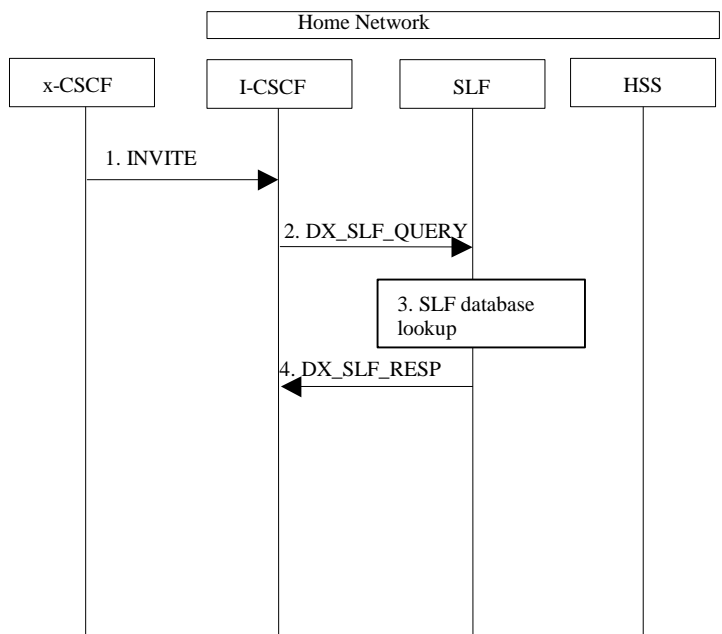 Home Network
x-CSCF
I-CSCF
SLF
HSS
1. INVITE
2. DX_SLF_QUERY
3. SLF database
lookup
4. DX_SLF_RESP